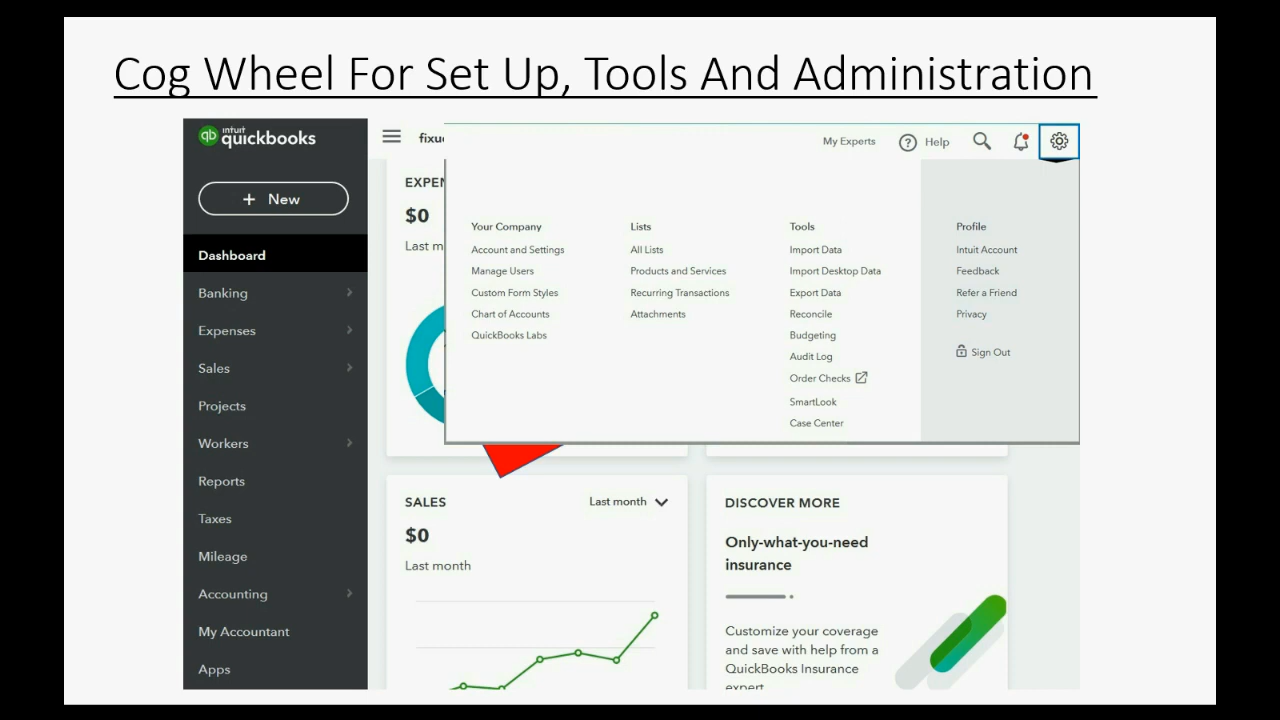 Cog Wheel For Set Up, Tools And Administration
qb intuit quickbooks
+ New
Dashboard
Banking
Expenses
Sales
Projects
Workers
Reports
Taxes
Mileage
Accounting
My Accountant
Apps
My Experts
? Help
EXPE
$0
Last m
Your Company
Account and Settings
Manage Users
Custom Form Styles
Chart of Accounts
QuickBooks Labs
Lists
All Lists
Products and Services
Recurring Transactions
Attachments
Tools
Import Data
Import Desktop Data
Export Data
Reconcile
Budgeting
Audit Log
Order Checks
SmartLook
Case Center
Profile
Intuit Account
Feedback
Refer a Friend
Privacy
Sign Out
SALES
Last month
$0
Last month
DISCOVER MORE
Only-what-you-need
insurance
Customize your coverage
and save with help from a
QuickBooks Insurance
expert